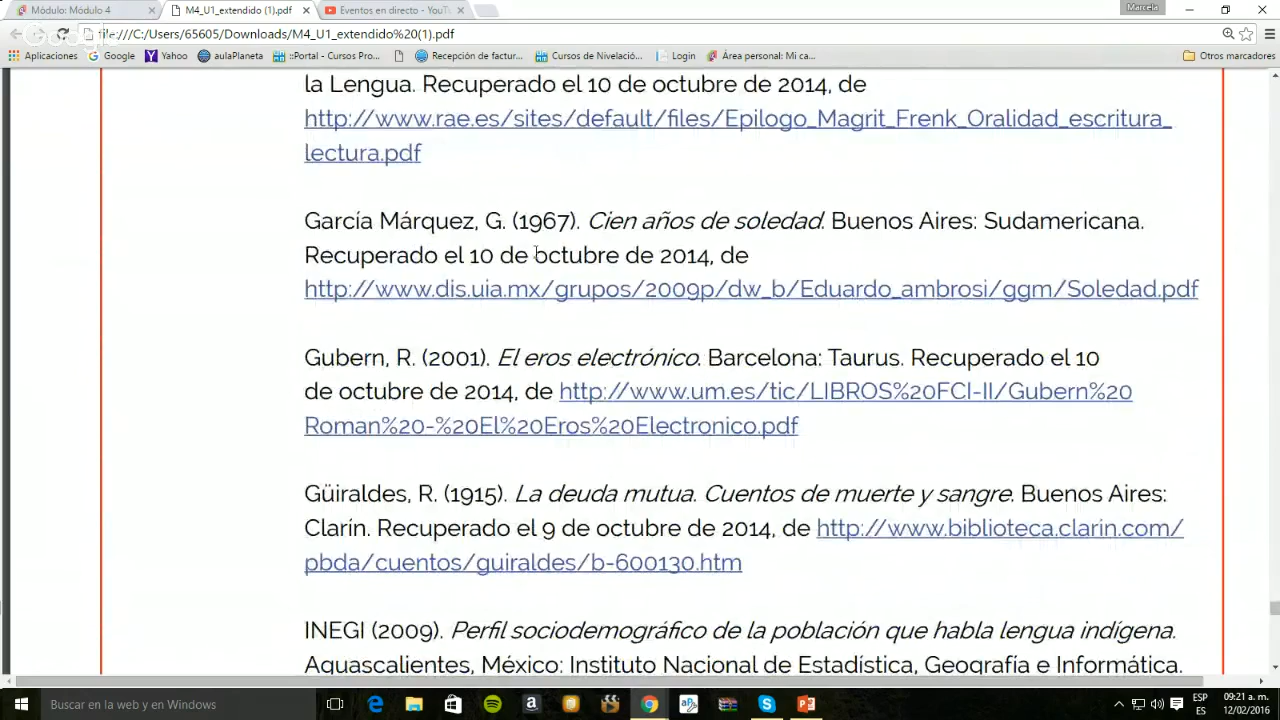 Módulo: Módulo 4
M4_U1_extendido (1).pdf
Eventos en directo - YouT
Marcela
file:///C:/Users/65605/Downloads/M4_U1_extendido%20(1).pdf
Aplicaciones
Google
Yahoo
aulaPlaneta
::Portal - Cursos Pro...
Recepción de factur...
Cursos de Nivelació...
Login
Área personal: Mi ca...
Otros marcadores
la Lengua. Recuperado el 10 de octubre de 2014, de
http://www.rae.es/sites/default/files/Epilogo_Magrit_Frenk_Oralidad_escritura_
lectura.pdf
García Márquez, G. (1967). Cien años de soledad. Buenos Aires: Sudamericana.
Recuperado el 10 de octubre de 2014, de
http://www.dis.uia.mx/grupos/2009p/dw_b/Eduardo_ambrosi/ggm/Soledad.pdf
Gubern, R. (2001). El eros electrónico. Barcelona: Taurus. Recuperado el 10
de octubre de 2014, de http://www.um.es/tic/LIBROS%20FCI-II/Gubern%20
Roman%20-%20El%20Eros%20Electronico.pdf
Güiraldes, R. (1915). La deuda mutua. Cuentos de muerte y sangre. Buenos Aires:
Clarín. Recuperado el 9 de octubre de 2014, de http://www.biblioteca.clarin.com/
pbda/cuentos/guiraldes/b-600130.htm
INEGI (2009). Perfil sociodemográfico de la población que habla lengua indígena.
Aguascalientes, México: Instituto Nacional de Estadística, Geografía e Informática.
Buscar en la web y en Windows
ESP
ES
09:21 a. m.
12/02/2016